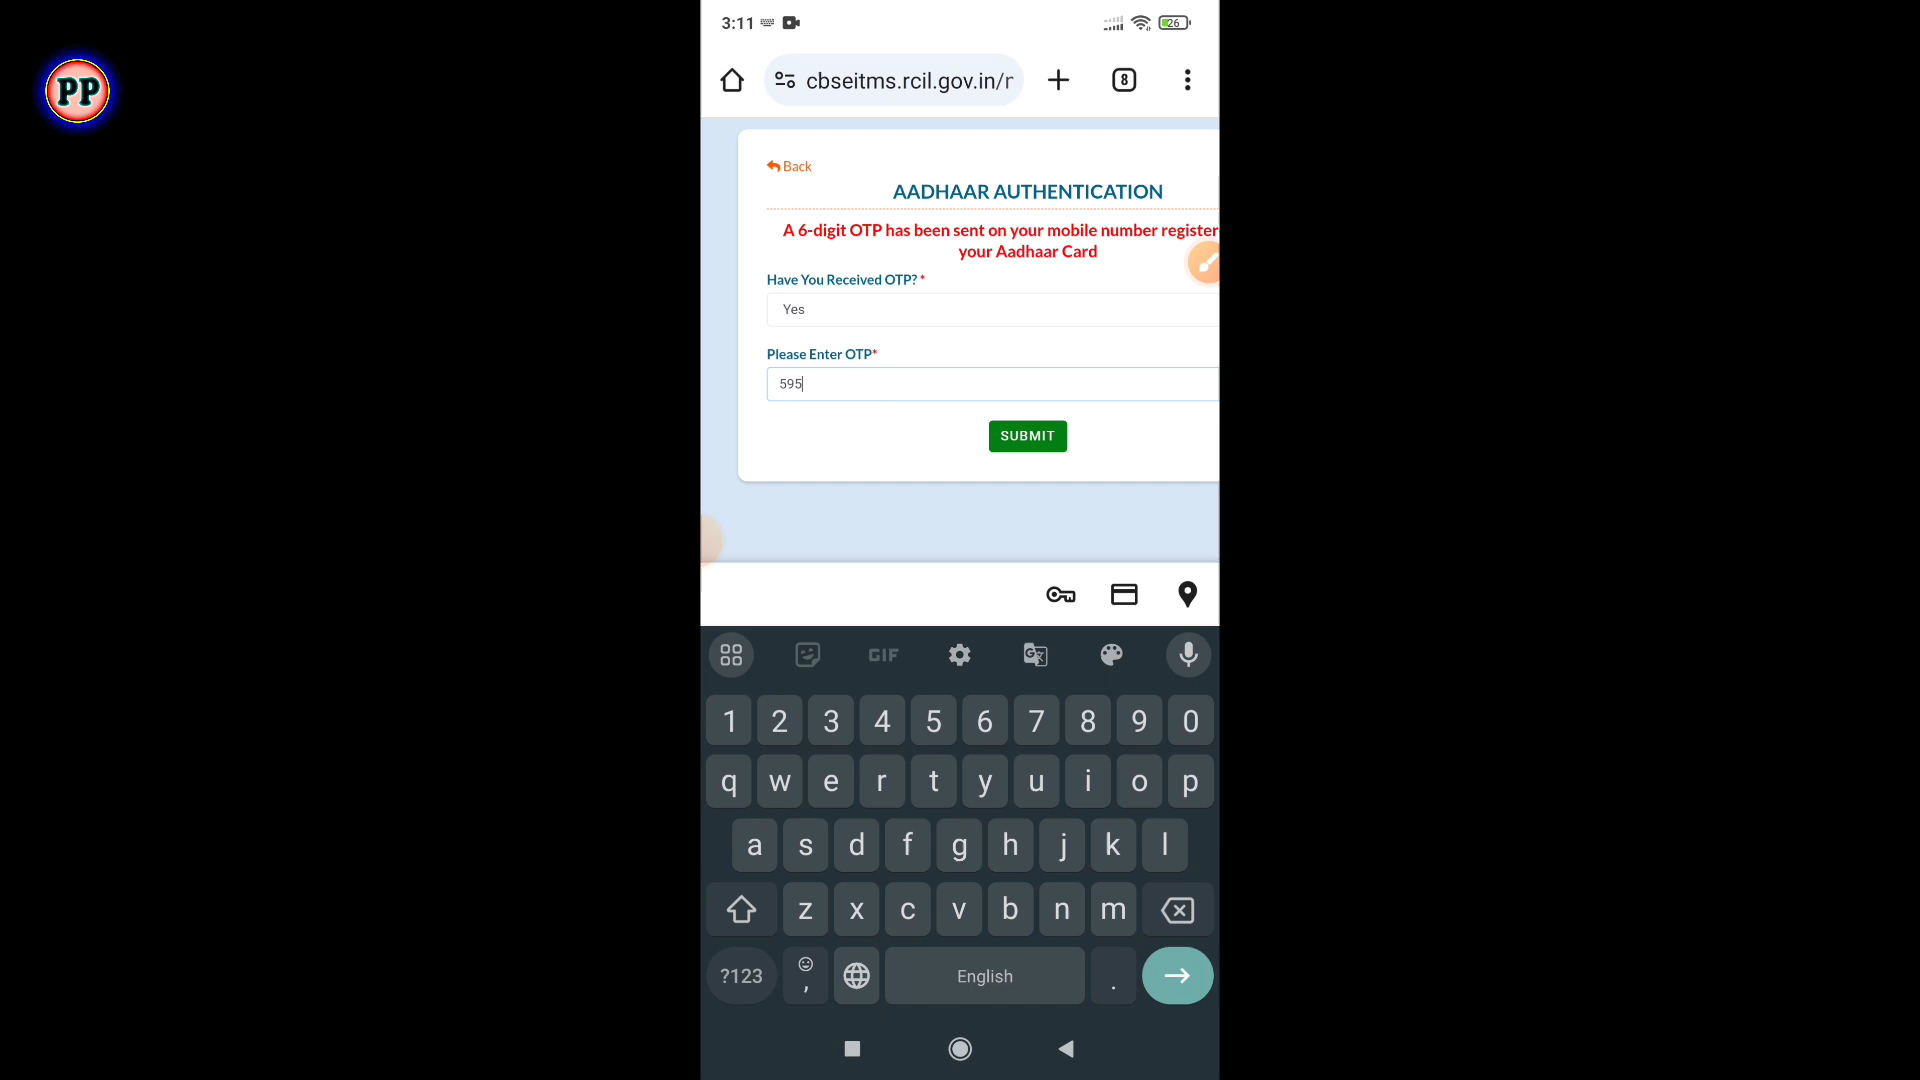 PP
3:11
26
cbseitms.rcil.gov.in/r
8
Back
AADHAAR AUTHENTICATION
A 6-digit OTP has been sent on your mobile number register
your Aadhaar Card
Have You Received OTP? *
Yes
Please Enter OTP*
595
SUBMIT
GIF
1 2 3 4 5 6 7 8 9 0
q w e r t y u i o p
a s d f g h j k l
z x c v b n m
?123 , English .